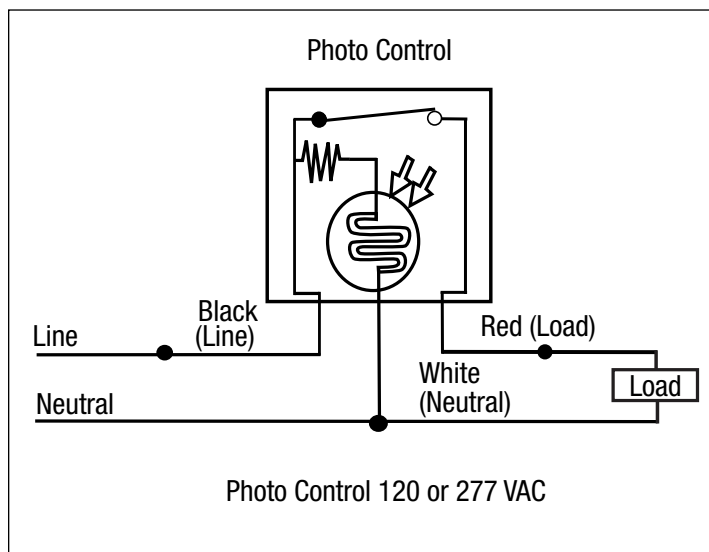 Photo Control
Black
(Line)
Line
Red (Load)
White
(Neutral)
Load
Neutral
Photo Control 120 or 277 VAC